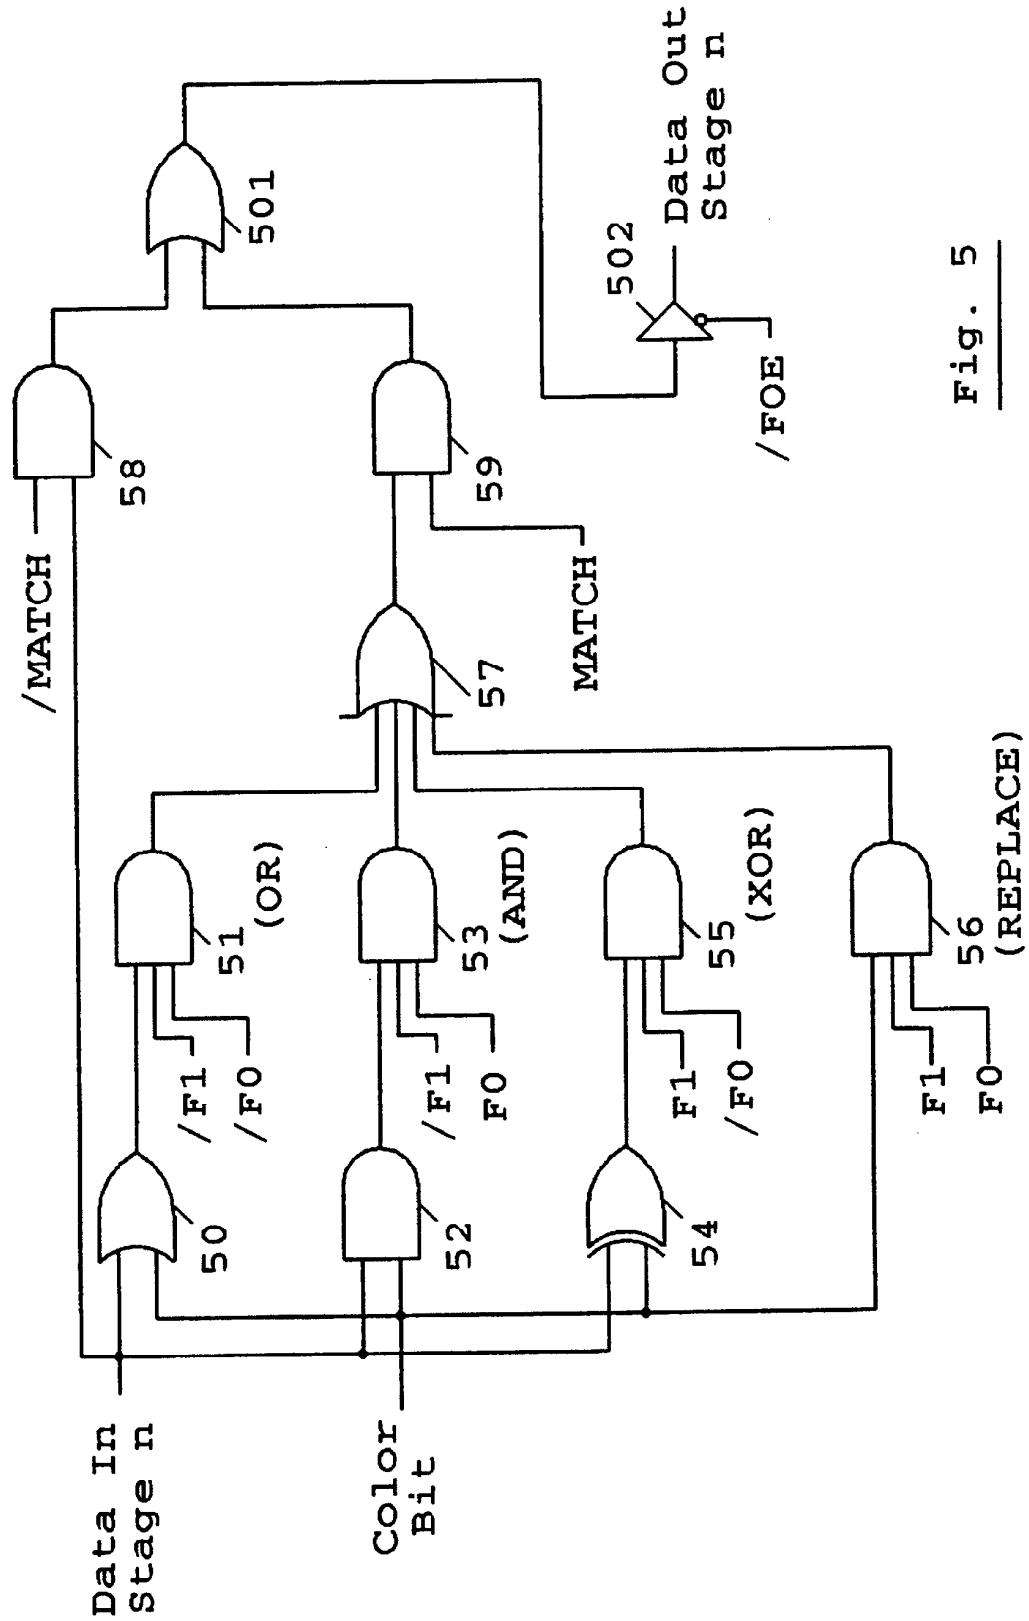 Data In
Stage n
Color
Bit
50
52
54
/F1
/F0
/F1
F0
F1
/F0
F1
F0
51
(OR)
53
(AND)
55
(XOR)
56
(REPLACE)
57
/MATCH
MATCH
58
59
501
502
/FOE
Data Out
Stage n
Fig. 5